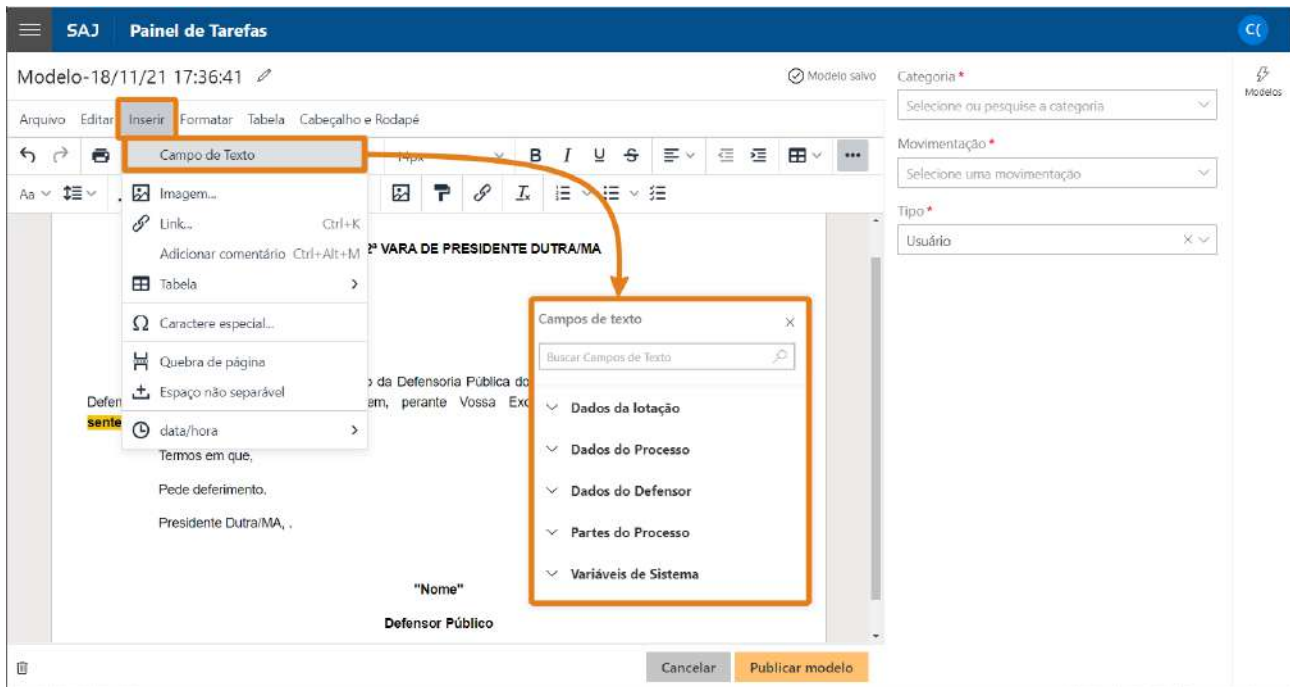 SAJ Painel de Tarefas C(
Modelo-18/11/21 17:36:41 Modelo salvo
Arquivo Editar Inserir Formatar Tabela Cabeçalho e Rodapé
Campo de Texto 14px B I U S
Aa
Imagem...
Link... Ctrl+K
Adicionar comentário Ctrl+Alt+M
Tabela
Caractere especial...
Quebra de página
Espaço não separável
data/hora
2ª VARA DE PRESIDENTE DUTRA/MA
da Defensoria Pública do
Defen em, perante Vossa Exc
sente
Termos em que,
Pede deferimento.
Presidente Dutra/MA, .
"Nome"
Defensor Público
Campos de texto
Buscar Campos de Texto
Dados da lotação
Dados do Processo
Dados do Defensor
Partes do Processo
Variáveis de Sistema
Cancelar Publicar modelo
Categoria *
Selecione ou pesquise a categoria
Movimentação *
Selecione uma movimentação
Tipo *
Usuário
Modelos